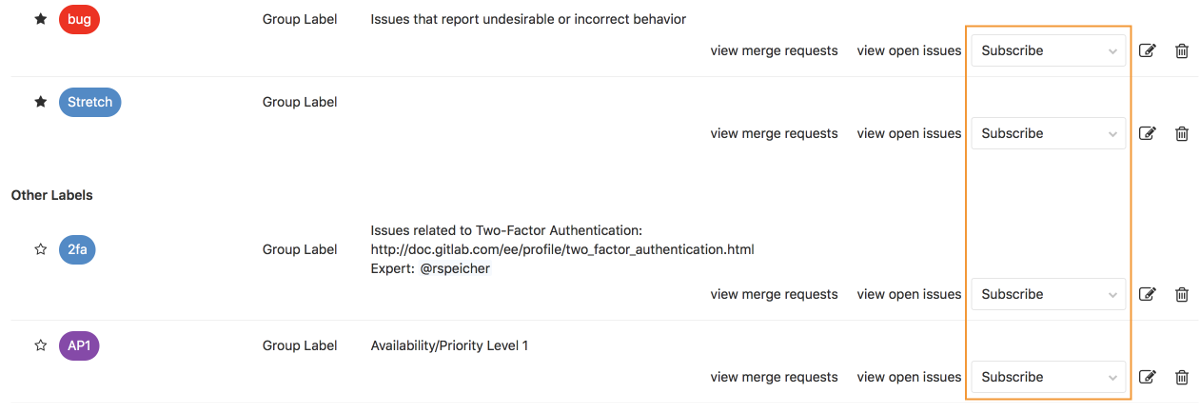 bug Group Label Issues that report undesirable or incorrect behavior
view merge requests view open issues Subscribe
Stretch Group Label
view merge requests view open issues Subscribe
Other Labels
2fa Group Label Issues related to Two-Factor Authentication:
http://doc.gitlab.com/ee/profile/two_factor_authentication.html
Expert: @rspeicher
view merge requests view open issues Subscribe
AP1 Group Label Availability/Priority Level 1
view merge requests view open issues Subscribe